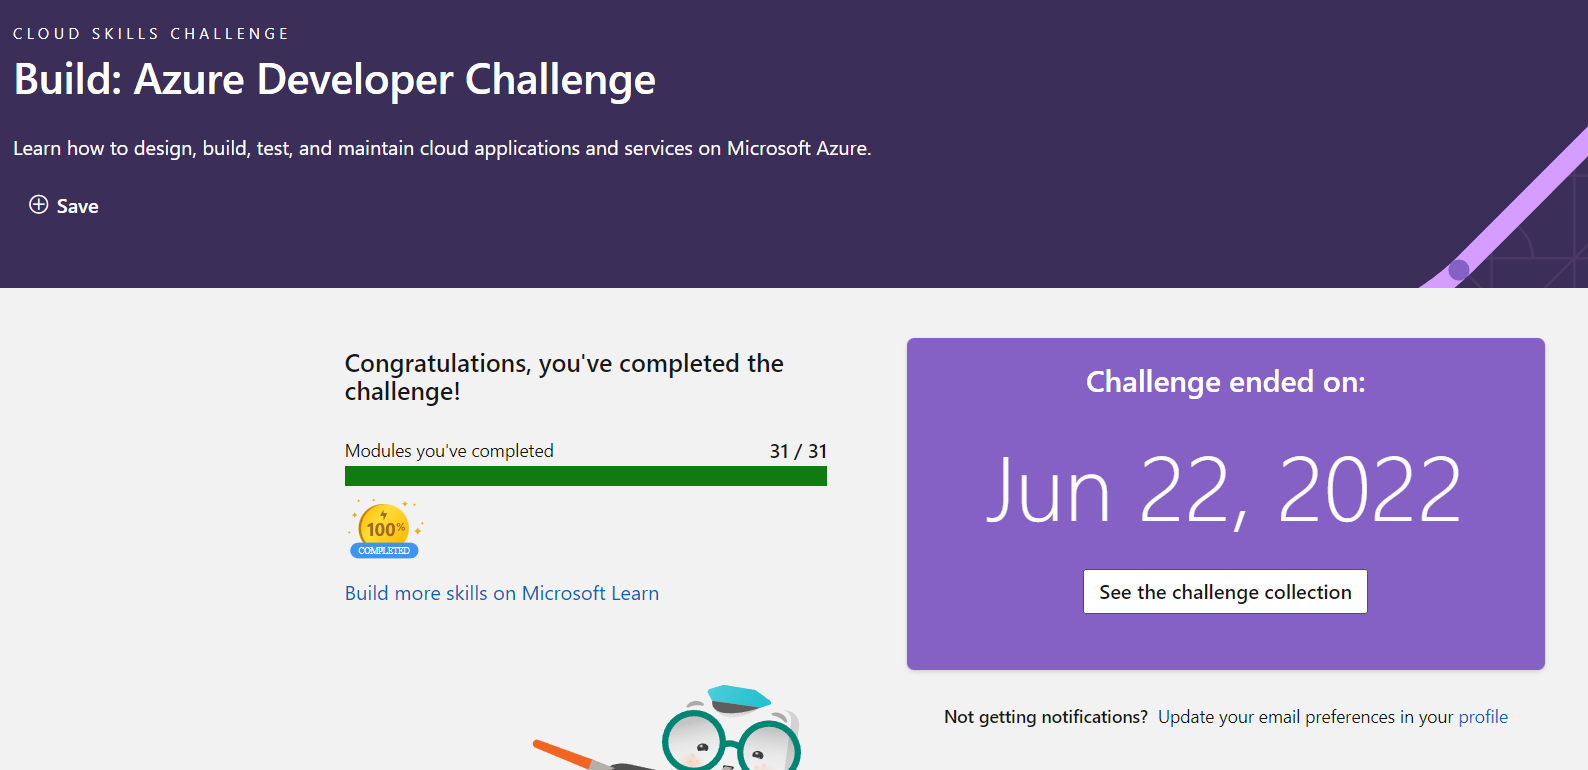 CLOUD SKILLS CHALLENGE
Build: Azure Developer Challenge
Learn how to design, build, test, and maintain cloud applications and services on Microsoft Azure.
Save
Congratulations, you've completed the
challenge!
Modules you've completed 31 / 31
100%
COMPLETED
Build more skills on Microsoft Learn
Challenge ended on:
Jun 22, 2022
See the challenge collection
Not getting notifications? Update your email preferences in your profile